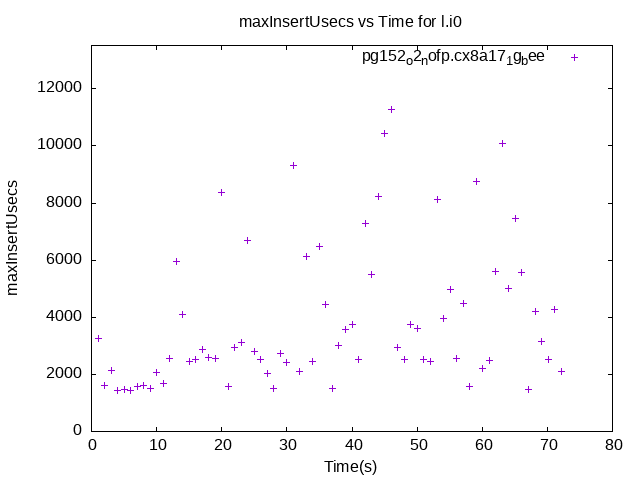 maxInsertUsecs vs Time for l.i0
pg152_o2_nofp.cx8a17_1g_bee
12000
10000
8000
6000
4000
2000
0
maxInsertUsecs
0 10 20 30 40 50 60 70 80
Time(s)